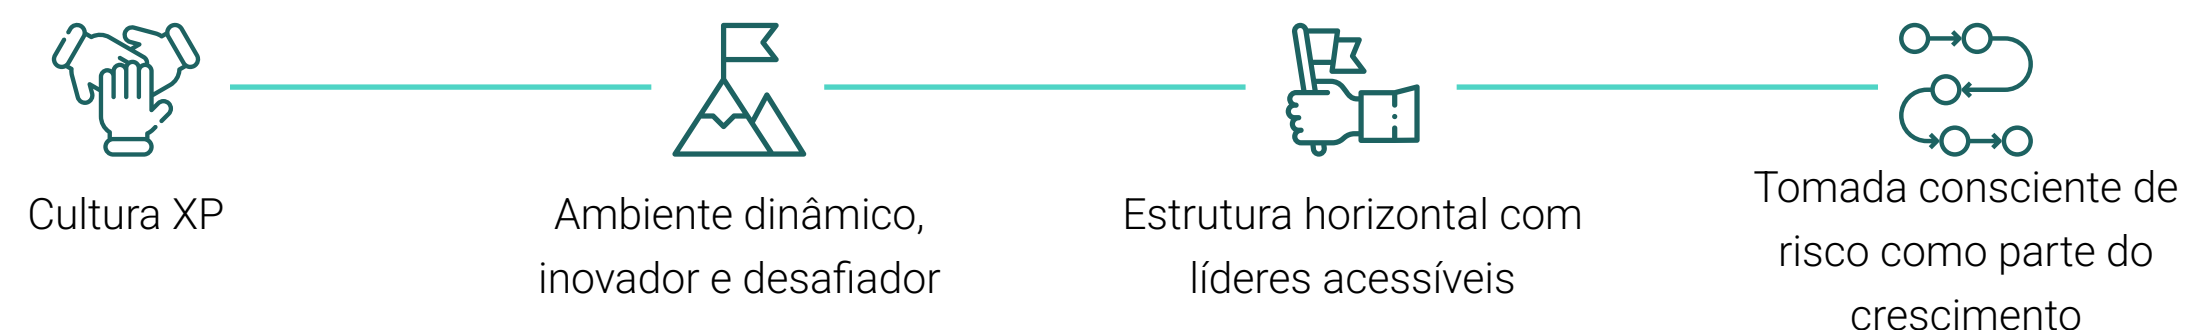 Cultura XP
Ambiente dinâmico,
inovador e desafiador
Estrutura horizontal com
líderes acessíveis
Tomada consciente de
risco como parte do
crescimento